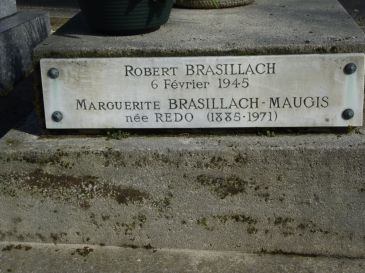 Robert BRASILLACH
6 Février 1945
Marguerite BRASILLACH-MAUGIS
née REDO (1885-1971)